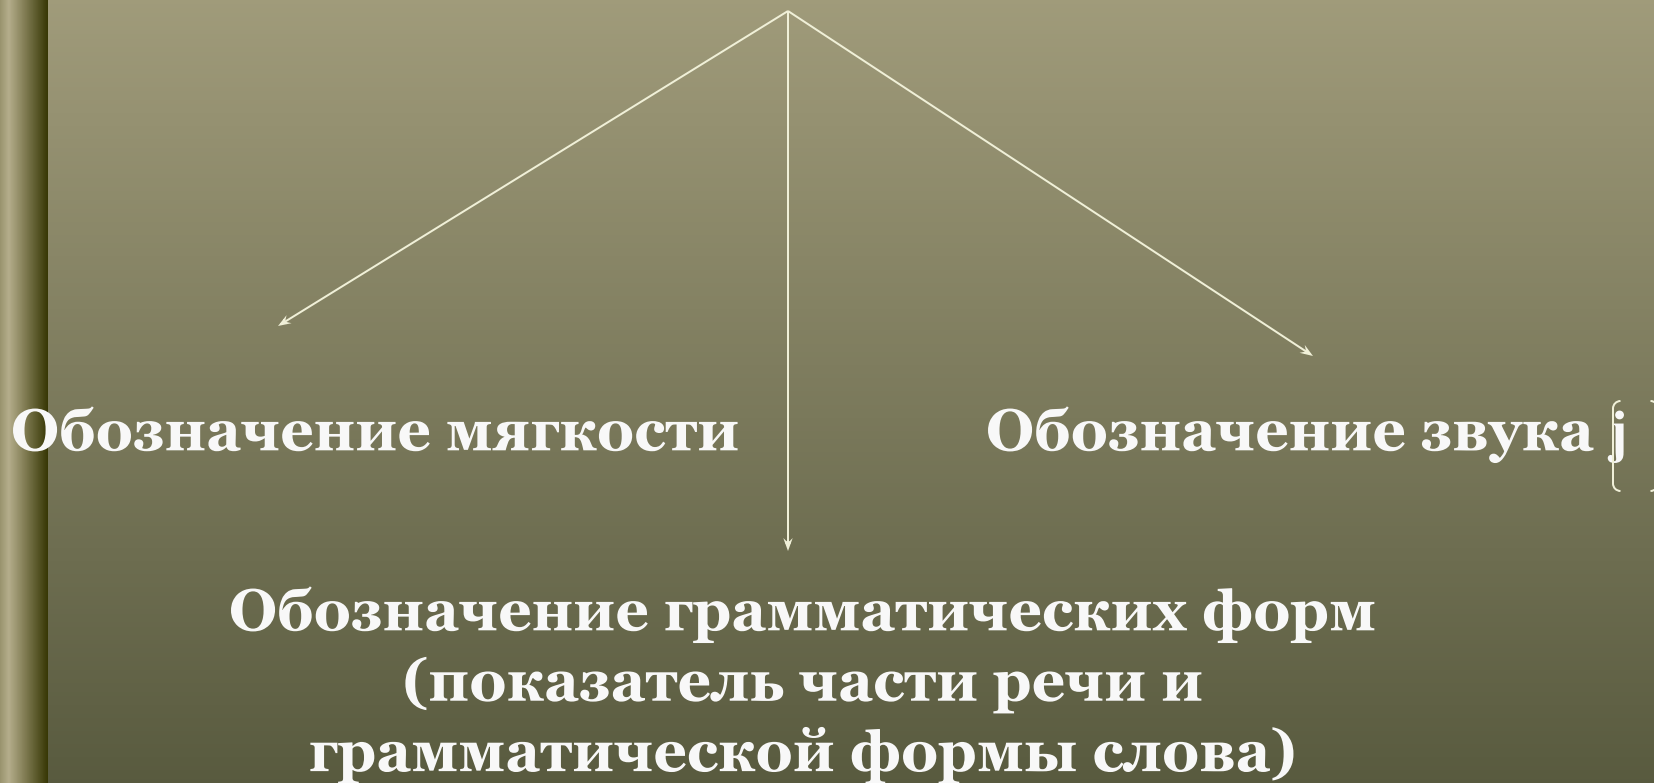 Обозначение мягкости
Обозначение звука [j]
Обозначение грамматических форм
(показатель части речи и
грамматической формы слова)